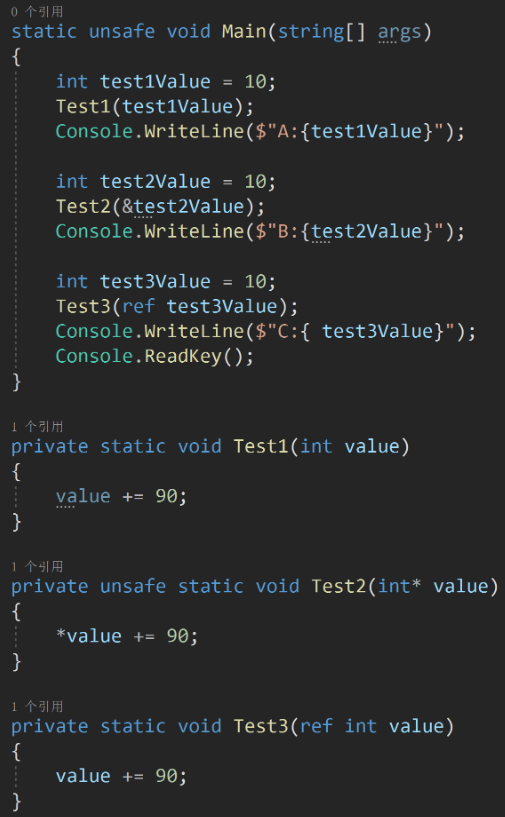 0 个引用
static unsafe void Main(string[] args)
{
    int test1Value = 10;
    Test1(test1Value);
    Console.WriteLine($"A:{test1Value}");

    int test2Value = 10;
    Test2(&test2Value);
    Console.WriteLine($"B:{test2Value}");

    int test3Value = 10;
    Test3(ref test3Value);
    Console.WriteLine($"C:{ test3Value}");
    Console.ReadKey();
}

1 个引用
private static void Test1(int value)
{
    value += 90;
}

1 个引用
private unsafe static void Test2(int* value)
{
    *value += 90;
}

1 个引用
private static void Test3(ref int value)
{
    value += 90;
}